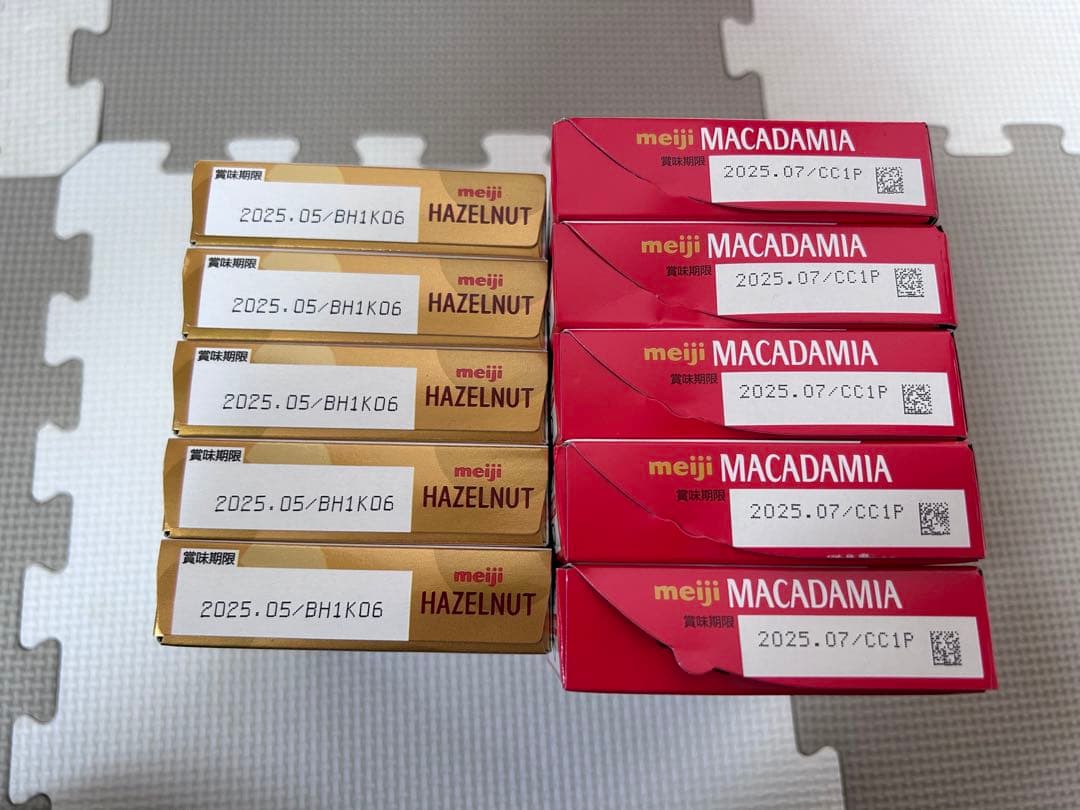 賞味期限
2025.05/BH1K06
meiji
HAZELNUT
賞味期限
2025.05/BH1K06
meiji
HAZELNUT
賞味期限
2025.05/BH1K06
meiji
HAZELNUT
賞味期限
2025.05/BH1K06
meiji
HAZELNUT
賞味期限
2025.05/BH1K06
meiji
HAZELNUT
meiji MACADAMIA
賞味期限
2025.07/CC1P
meiji MACADAMIA
賞味期限
2025.07/CC1P
meiji MACADAMIA
賞味期限
2025.07/CC1P
meiji MACADAMIA
賞味期限
2025.07/CC1P
meiji MACADAMIA
賞味期限
2025.07/CC1P